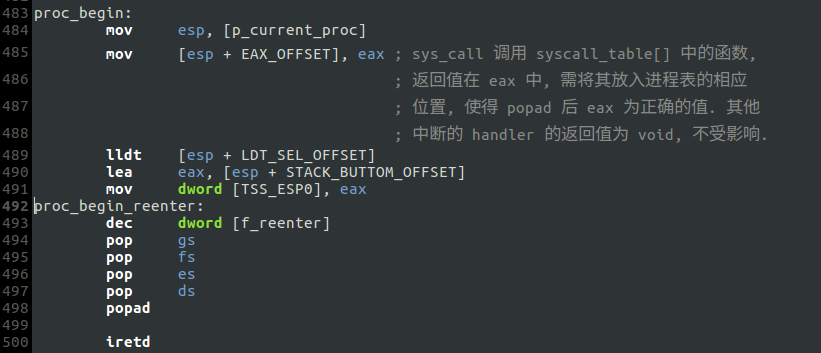 483 proc_begin:
484 mov esp, [p_current_proc]
485 mov [esp + EAX_OFFSET], eax ; sys_call 调用 syscall_table[] 中的函数,
486 ; 返回值在 eax 中, 需将其放入进程表的相应
487 ; 位置, 使得 popad 后 eax 为正确的值. 其他
488 ; 中断的 handler 的返回值为 void, 不受影响.
489 lldt [esp + LDT_SEL_OFFSET]
490 lea eax, [esp + STACK_BUTTOM_OFFSET]
491 mov dword [TSS_ESP0], eax
492 proc_begin_reenter:
493 dec dword [f_reenter]
494 pop gs
495 pop fs
496 pop es
497 pop ds
498 popad
499
500 iretd